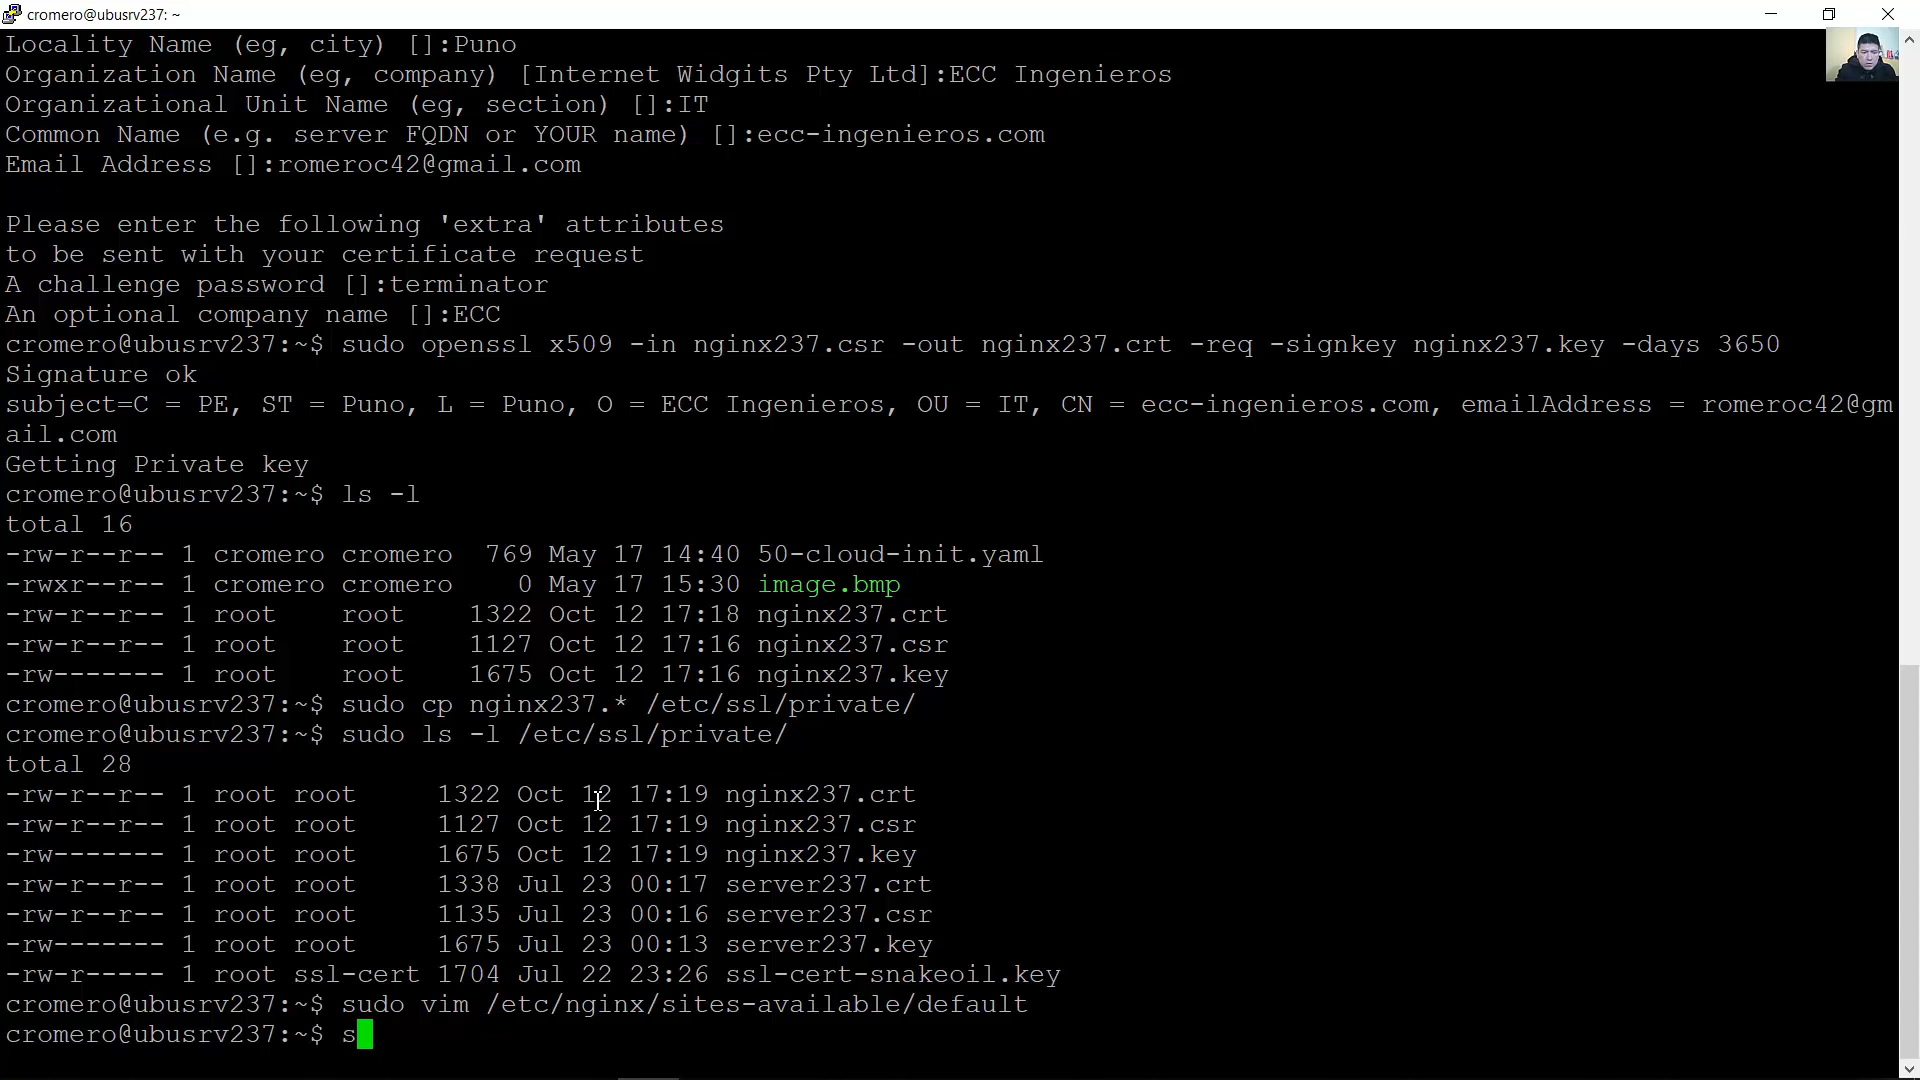 cromero@ubusrv237: ~
Locality Name (eg, city) []:Puno
Organization Name (eg, company) [Internet Widgits Pty Ltd]:ECC Ingenieros
Organizational Unit Name (eg, section) []:IT
Common Name (e.g. server FQDN or YOUR name) []:ecc-ingenieros.com
Email Address []:romeroc42@gmail.com
Please enter the following 'extra' attributes
to be sent with your certificate request
A challenge password []:terminator
An optional company name []:ECC
cromero@ubusrv237:~$ sudo openssl x509 -in nginx237.csr -out nginx237.crt -req -signkey nginx237.key -days 3650
Signature ok
subject=C = PE, ST = Puno, L = Puno, O = ECC Ingenieros, OU = IT, CN = ecc-ingenieros.com, emailAddress = romeroc42@gm
ail.com
Getting Private key
cromero@ubusrv237:~$ ls -l
total 16
-rw-r--r-- 1 cromero cromero  769 May 17 14:40 50-cloud-init.yaml
-rwxr--r-- 1 cromero cromero    0 May 17 15:30 image.bmp
-rw-r--r-- 1 root    root    1322 Oct 12 17:18 nginx237.crt
-rw-r--r-- 1 root    root    1127 Oct 12 17:16 nginx237.csr
-rw------- 1 root    root    1675 Oct 12 17:16 nginx237.key
cromero@ubusrv237:~$ sudo cp nginx237.* /etc/ssl/private/
cromero@ubusrv237:~$ sudo ls -l /etc/ssl/private/
total 28
-rw-r--r-- 1 root root     1322 Oct 12 17:19 nginx237.crt
-rw-r--r-- 1 root root     1127 Oct 12 17:19 nginx237.csr
-rw------- 1 root root     1675 Oct 12 17:19 nginx237.key
-rw-r--r-- 1 root root     1338 Jul 23 00:17 server237.crt
-rw-r--r-- 1 root root     1135 Jul 23 00:16 server237.csr
-rw------- 1 root root     1675 Jul 23 00:13 server237.key
-rw-r----- 1 root ssl-cert 1704 Jul 22 23:26 ssl-cert-snakeoil.key
cromero@ubusrv237:~$ sudo vim /etc/nginx/sites-available/default
cromero@ubusrv237:~$ s